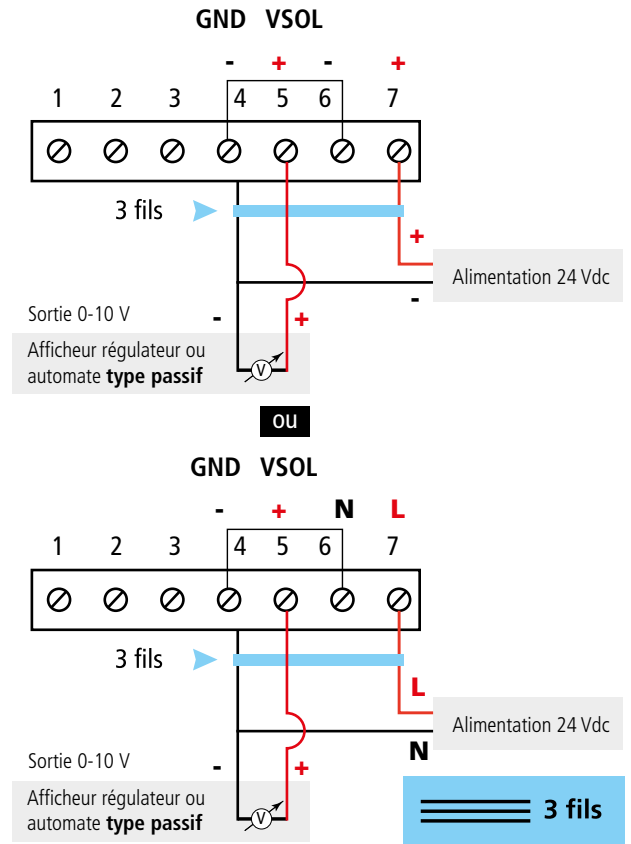 GND VSOL
- + - +
1 2 3 4 5 6 7
3 fils
+
Alimentation 24 Vdc
-
Sortie 0-10 V
- +
Afficheur régulateur ou
automate type passif
V
ou
GND VSOL
- + N L
1 2 3 4 5 6 7
3 fils
L
Alimentation 24 Vdc
N
Sortie 0-10 V
- +
Afficheur régulateur ou
automate type passif
V
3 fils